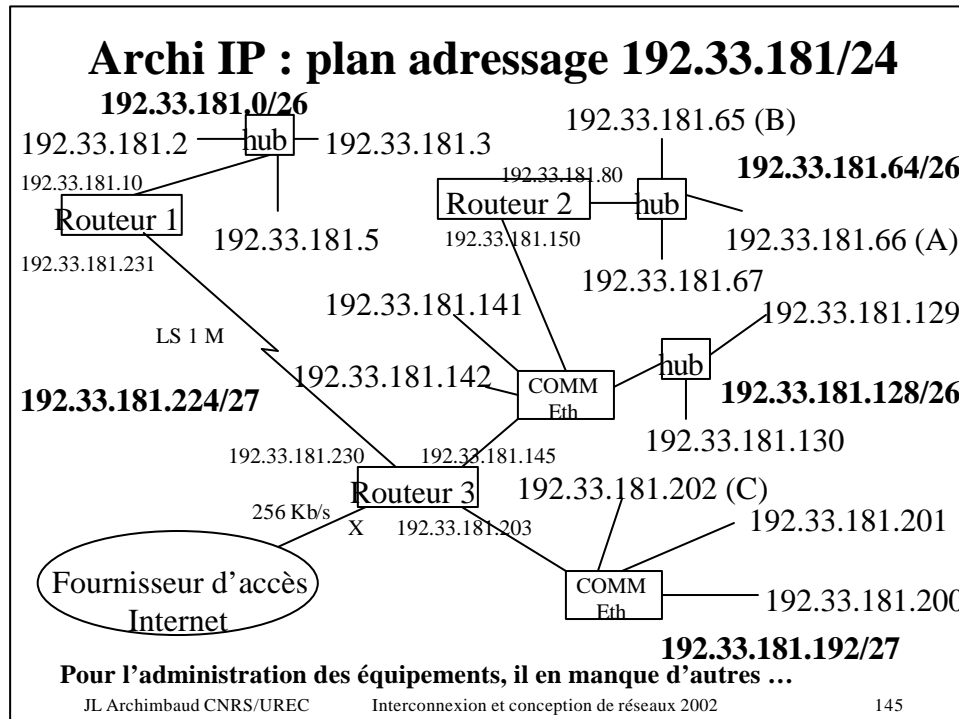 Archi IP : plan adressage 192.33.181/24
192.33.181.0/26
192.33.181.2
hub
192.33.181.3
192.33.181.65 (B)
192.33.181.10
192.33.181.80
192.33.181.64/26
Routeur 1
Routeur 2
hub
192.33.181.5
192.33.181.150
192.33.181.66 (A)
192.33.181.231
192.33.181.67
192.33.181.141
192.33.181.129
LS 1 M
hub
192.33.181.142
COMM
Eth
192.33.181.224/27
192.33.181.128/26
192.33.181.130
192.33.181.230
192.33.181.145
Routeur 3
192.33.181.202 (C)
256 Kb/s
X
192.33.181.203
192.33.181.201
Fournisseur d’accès
Internet
COMM
Eth
192.33.181.200
192.33.181.192/27
Pour l’administration des équipements, il en manque d’autres …
JL Archimbaud CNRS/UREC
Interconnexion et conception de réseaux 2002
145